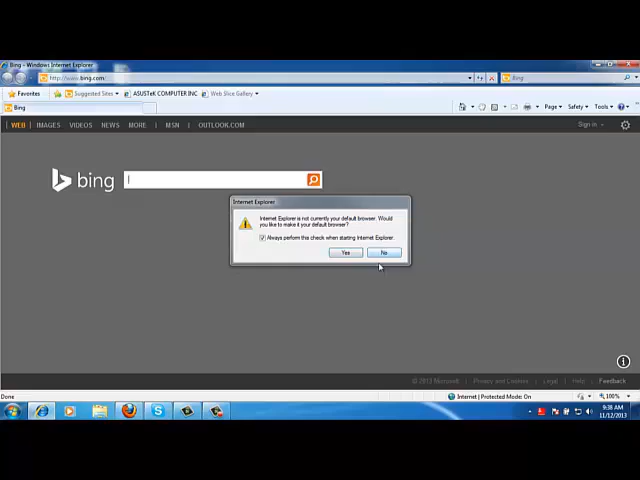 Bing - Windows Internet Explorer
http://www.bing.com/
Bing
Favorites
Suggested Sites
ASUSTeK COMPUTER INC
Web Slice Gallery
Bing
Page
Safety
Tools
WEB IMAGES VIDEOS NEWS MORE MSN OUTLOOK.COM
Sign in
bing
Internet Explorer
Internet Explorer is not currently your default browser. Would
you like to make it your default browser?
Always perform this check when starting Internet Explorer.
Yes No
© 2013 Microsoft Privacy and Cookies Legal Help Feedback
Done
Internet | Protected Mode: On
100%
9:38 AM
11/12/2013